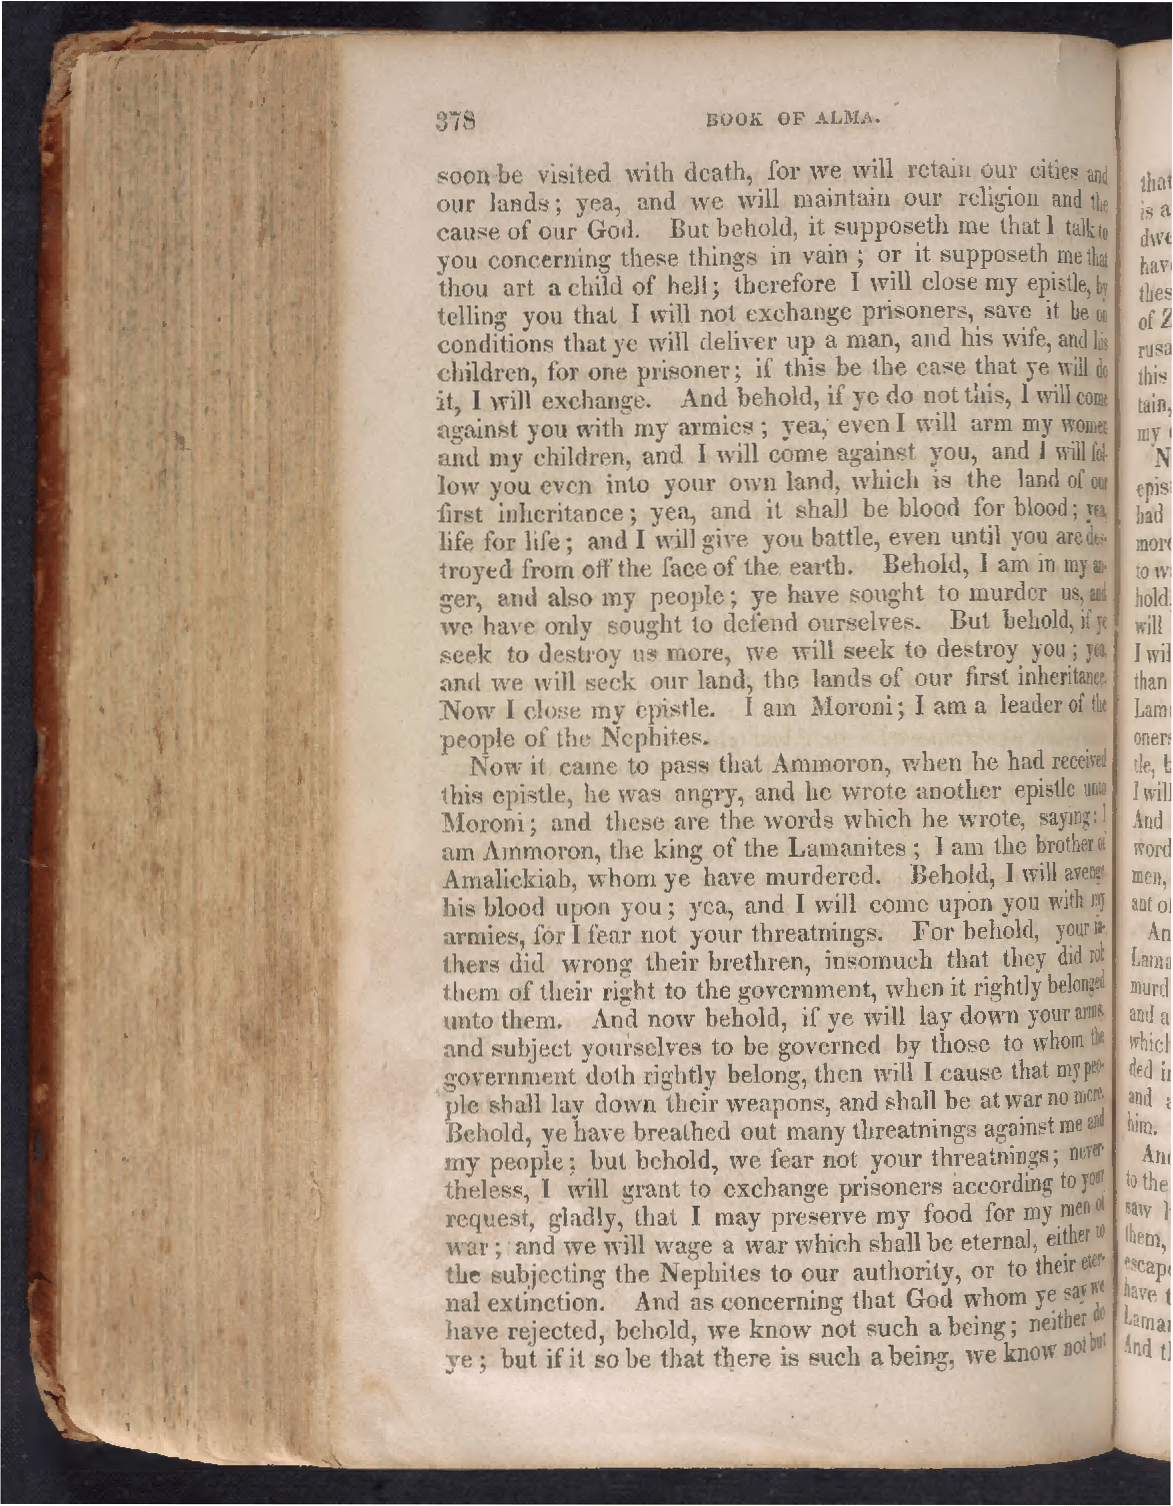 378
BOOK OF ALMA.
soon be visited with death, for we will retain our cities and
our lands; yea, and we will maintain our religion and the
cause of our God. But behold, it supposeth me that I talk to
you concerning these things in vain ; or it supposeth me that
thou art a child of hell; therefore I will close my epistle, by
telling you that I will not exchange prisoners, save it be on
conditions that ye will deliver up a man, and his wife, and his
children, for one prisoner; if this be the case that ye will do
it, I will exchange. And behold, if ye do not this, I will come
against you with my armies ; yea, even I will arm my women
and my children, and I will come against you, and I will fol-
low you even into your own land, which is the land of our
first inheritance; yea, and it shall be blood for blood; yea,
life for life; and I will give you battle, even until you are des-
troyed from off the face of the earth. Behold, I am in my an-
ger, and also my people; ye have sought to murder us, and
we have only sought to defend ourselves. But behold, if ye
seek to destroy us more, we will seek to destroy you ; yea,
and we will seek our land, the lands of our first inheritance.
Now I close my epistle. I am Moroni; I am a leader of the
people of the Nephites.
Now it came to pass that Ammoron, when he had received
this epistle, he was angry, and he wrote another epistle unto
Moroni; and these are the words which he wrote, saying: I
am Ammoron, the king of the Lamanites ; I am the brother of
Amalickiah, whom ye have murdered. Behold, I will avenge
his blood upon you; yea, and I will come upon you with my
armies, for I fear not your threatnings. For behold, your fa-
thers did wrong their brethren, insomuch that they did rob
them of their right to the government, when it rightly belonged
unto them. And now behold, if ye will lay down your arms,
and subject yourselves to be governed by those to whom the
government doth rightly belong, then will I cause that my peo-
ple shall lay down their weapons, and shall be at war no more.
Behold, ye have breathed out many threatnings against me and
my people; but behold, we fear not your threatnings; never-
theless, I will grant to exchange prisoners according to your
request, gladly, that I may preserve my food for my men of
war ; and we will wage a war which shall be eternal, either to
the subjecting the Nephites to our authority, or to their eter-
nal extinction. And as concerning that God whom ye say we
have rejected, behold, we know not such a being; neither do
ye ; but if it so be that there is such a being, we know not but
that
is a
dwe
have
thes
of Z
rusa
this
tain,
my
N
epis
had
more
to w
hold,
will
I wil
than
Lam
oners
tle, b
I will
And
word
men,
ant of
An
Lama
murd
and a
which
ded in
and
him.
And
to the
saw
them,
escape
have t
Laman
And th